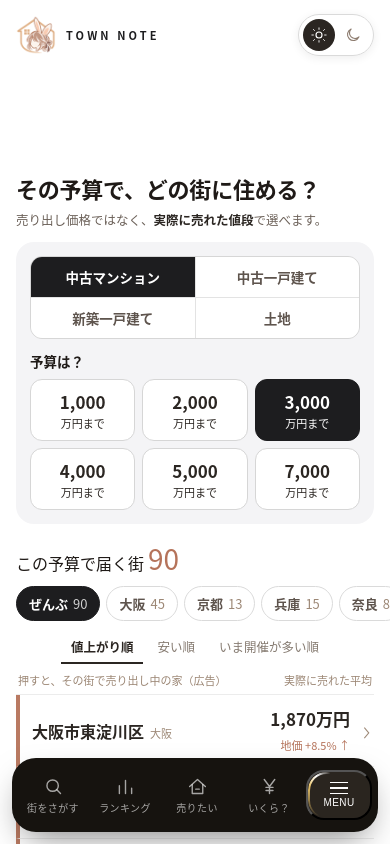 TOWN NOTE
その予算で、どの街に住める？
売り出し価格ではなく、実際に売れた値段で選べます。
中古マンション 中古一戸建て
新築一戸建て 土地
予算は？
1,000 2,000 3,000
万円まで 万円まで 万円まで
4,000 5,000 7,000
万円まで 万円まで 万円まで
この予算で届く街 90
ぜんぶ 90 大阪 45 京都 13 兵庫 15 奈良 8
値上がり順 安い順 いま開催が多い順
押すと、その街で売り出し中の家（広告） 実際に売れた平均
大阪市東淀川区 大阪 1,870万円
地価 +8.5% ↑
街をさがす ランキング 売りたい いくら？ MENU